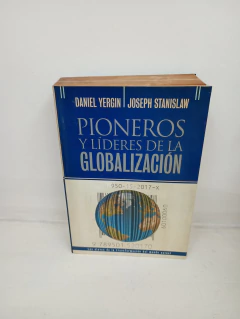 DANIEL YERGIN JOSEPH STANISLAW
PIONEROS
Y LÍDERES DE LA
GLOBALIZACIÓN